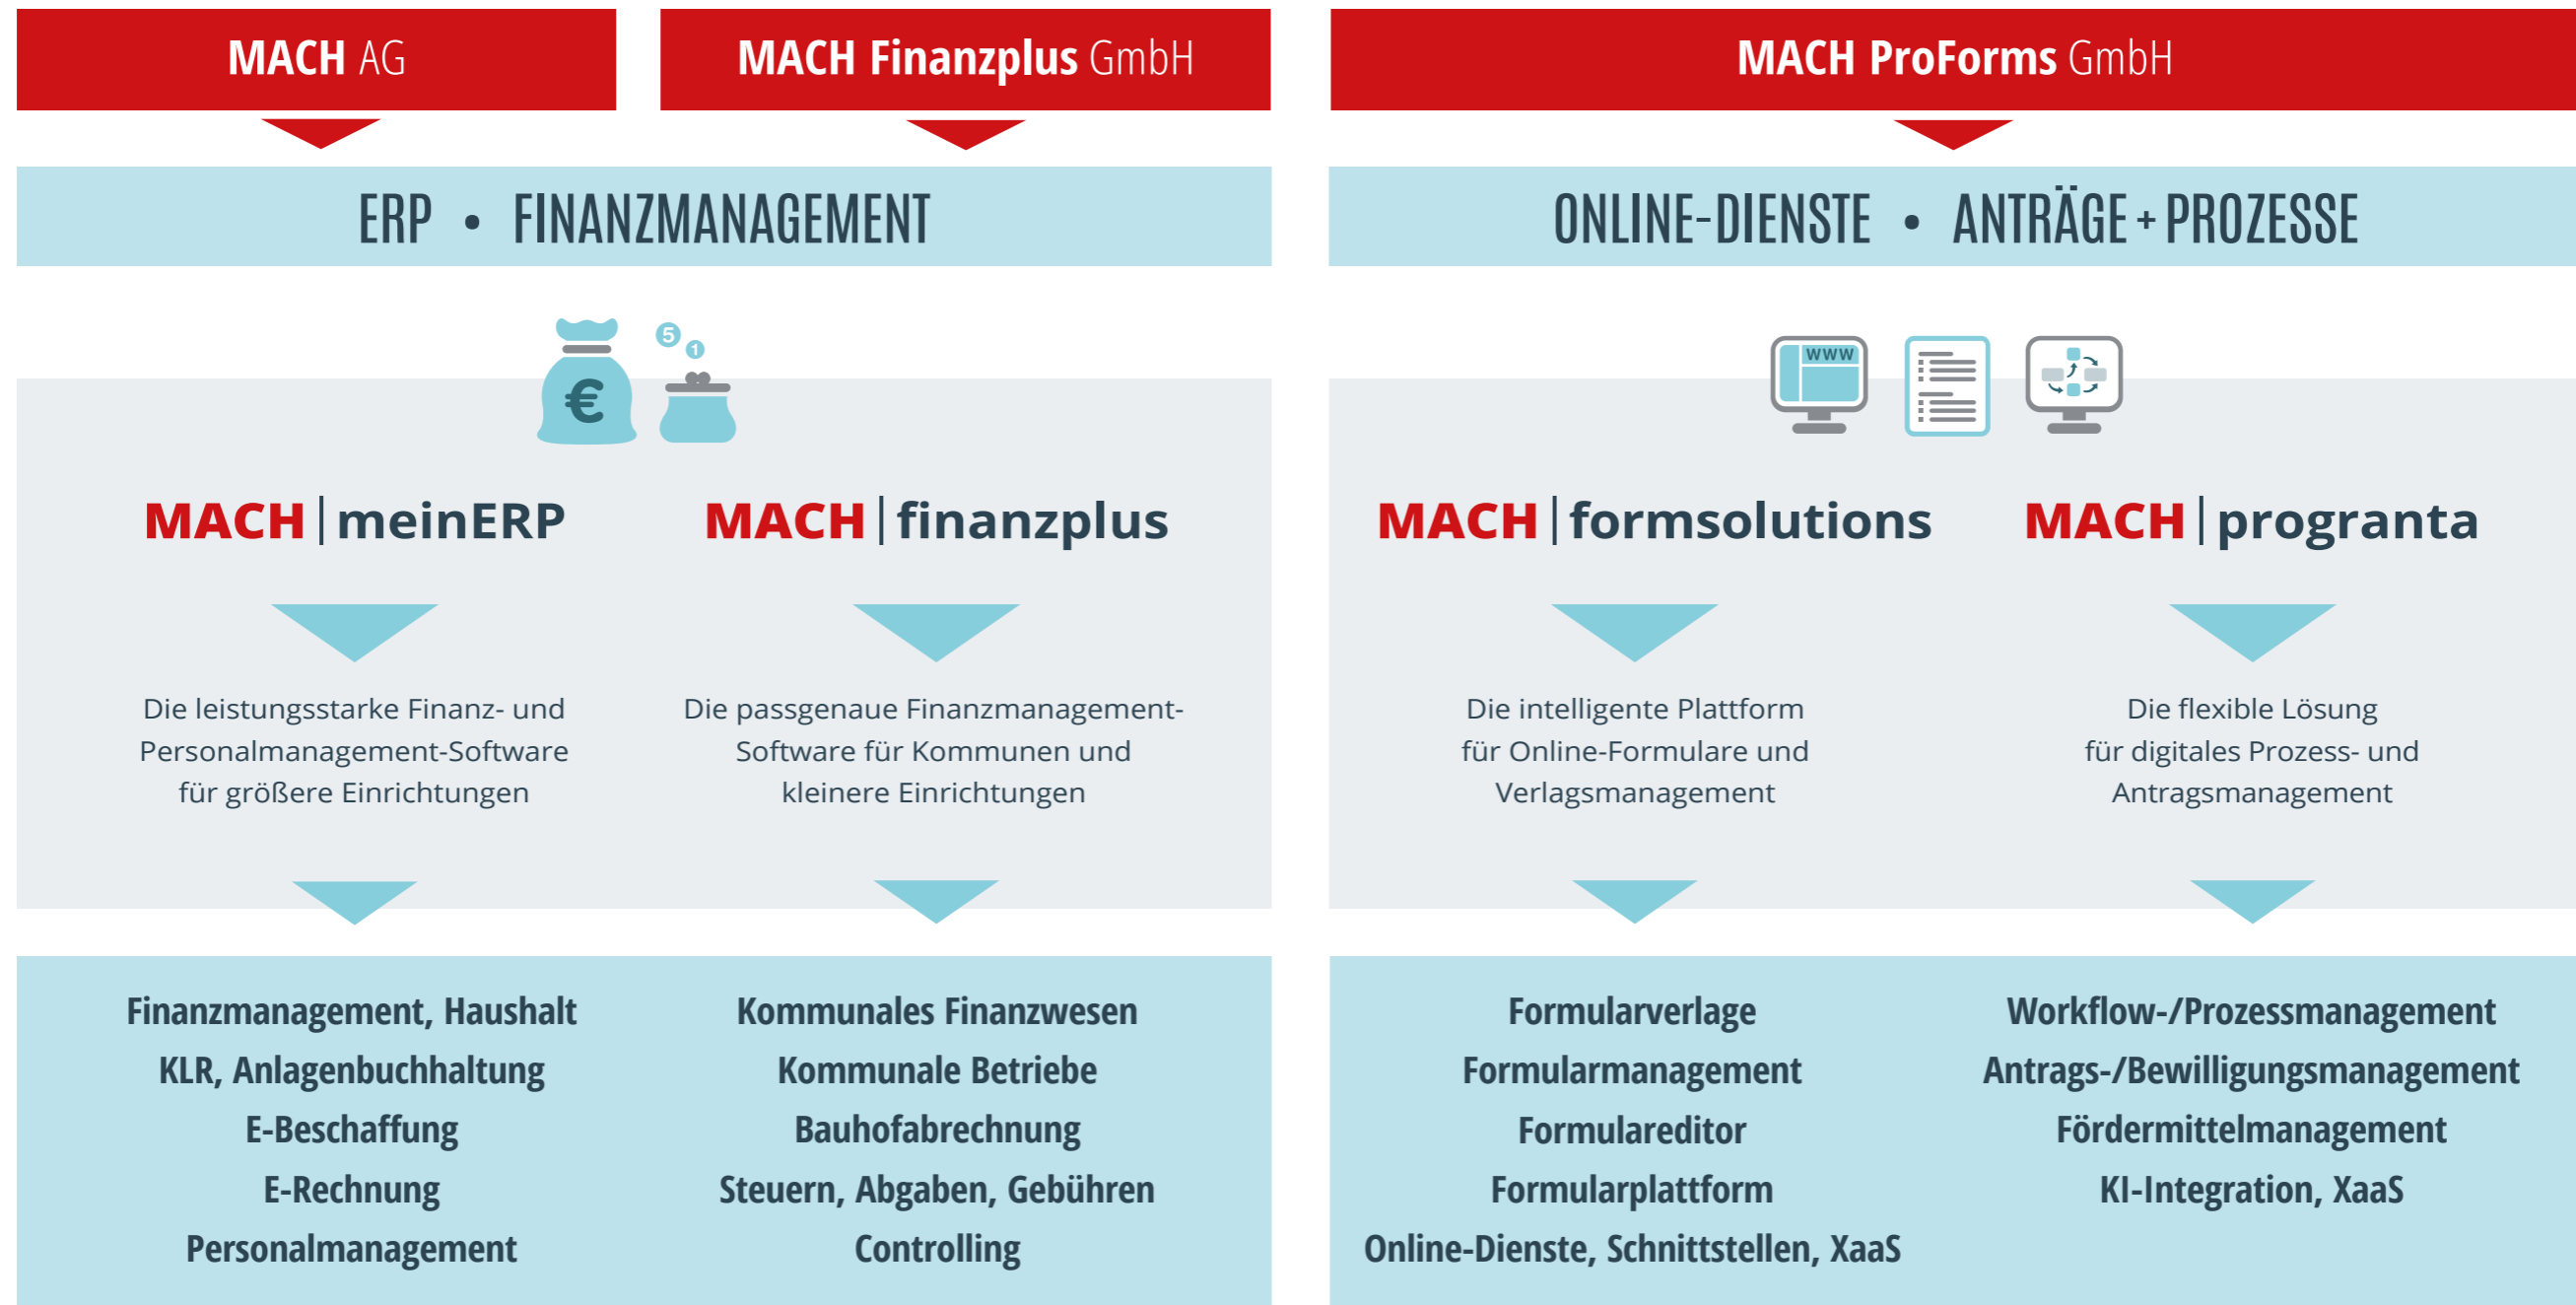 MACH AG
MACH Finanzplus GmbH
MACH ProForms GmbH
ERP • FINANZMANAGEMENT
ONLINE-DIENSTE • ANTRÄGE + PROZESSE
€
5
1
WWW
MACH|meinERP
Die leistungsstarke Finanz- und
Personalmanagement-Software
für größere Einrichtungen
MACH|finanzplus
Die passgenaue Finanzmanagement-
Software für Kommunen und
kleinere Einrichtungen
MACH|formsolutions
Die intelligente Plattform
für Online-Formulare und
Verlagsmanagement
MACH|progranta
Die flexible Lösung
für digitales Prozess- und
Antragsmanagement
Finanzmanagement, Haushalt
KLR, Anlagenbuchhaltung
E-Beschaffung
E-Rechnung
Personalmanagement
Kommunales Finanzwesen
Kommunale Betriebe
Bauhofabrechnung
Steuern, Abgaben, Gebühren
Controlling
Formularverlage
Formularmanagement
Formulareditor
Formularplattform
Online-Dienste, Schnittstellen, XaaS
Workflow-/Prozessmanagement
Antrags-/Bewilligungsmanagement
Fördermittelmanagement
KI-Integration, XaaS